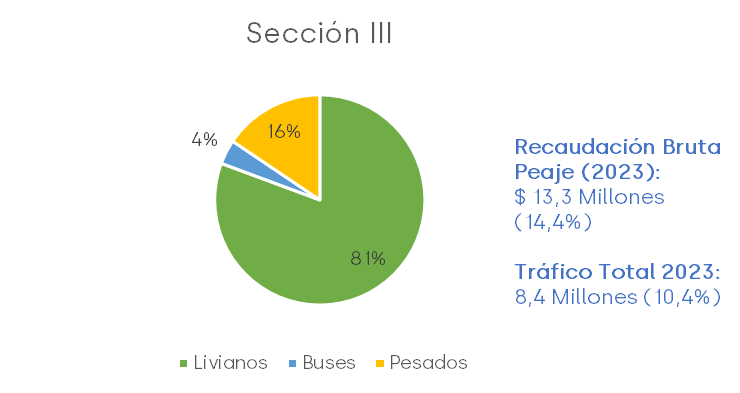 Sección III
4%
16%
81%
Recaudación Bruta
Peaje (2023):
$ 13,3 Millones
(14,4%)
Tráfico Total 2023:
8,4 Millones (10,4%)
Livianos Buses Pesados